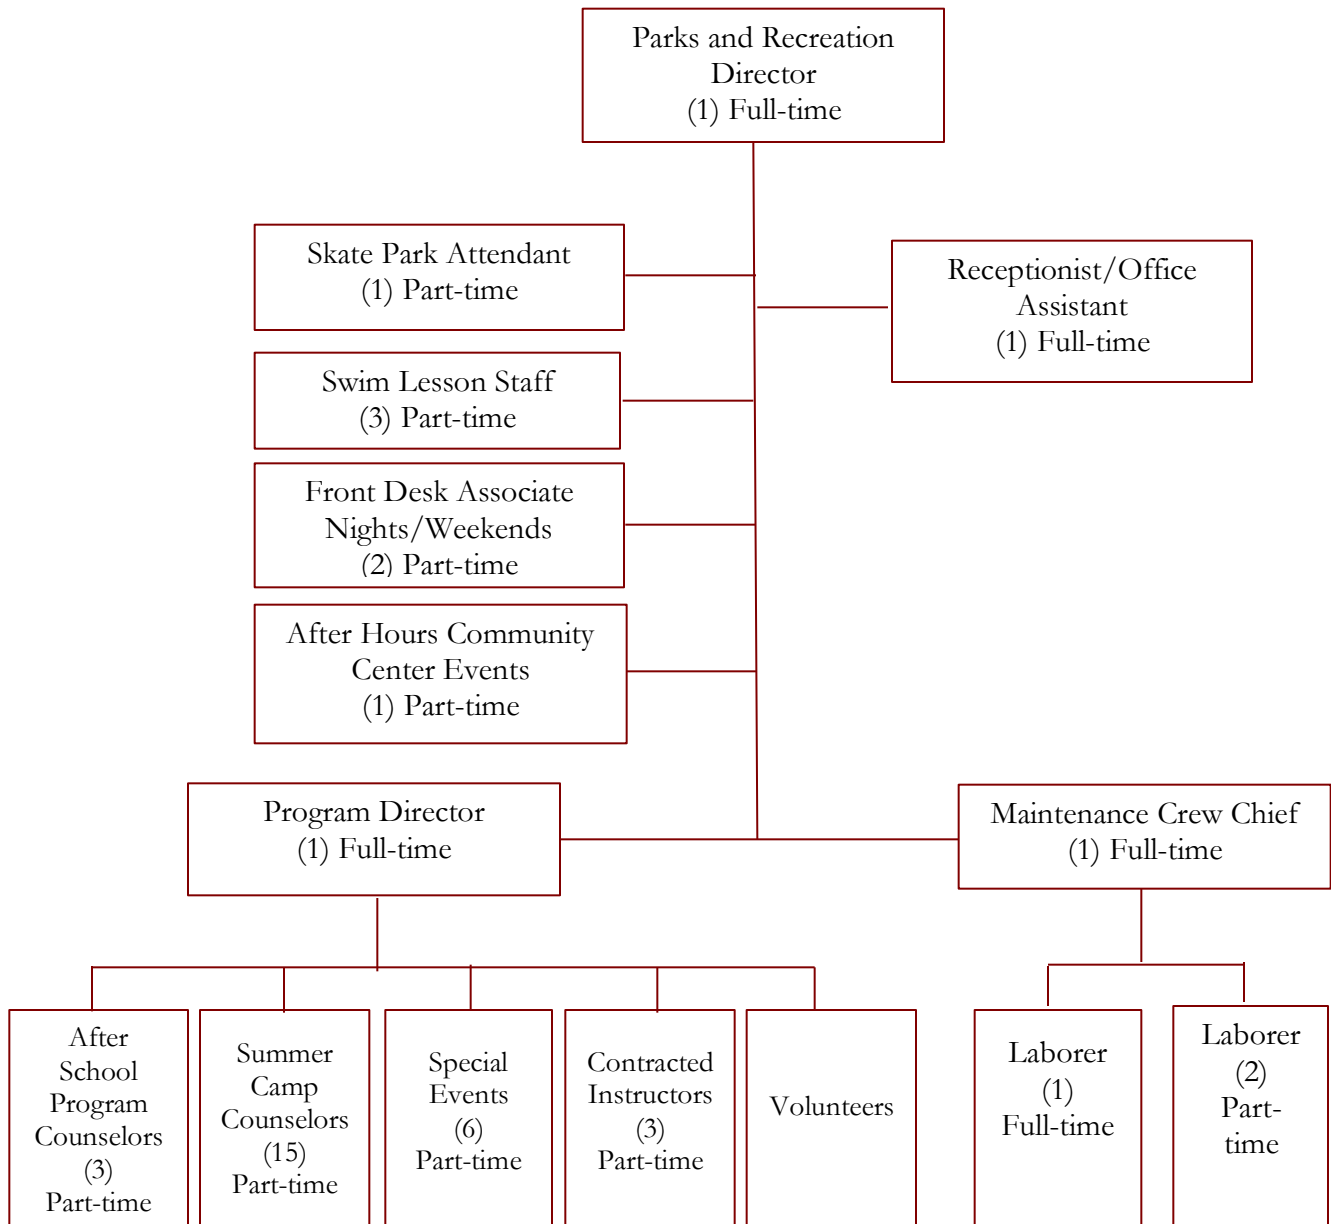 Parks and Recreation
Director
(1) Full-time
Skate Park Attendant
(1) Part-time
Receptionist/Office
Assistant
(1) Full-time
Swim Lesson Staff
(3) Part-time
Front Desk Associate
Nights/Weekends
(2) Part-time
After Hours Community
Center Events
(1) Part-time
Program Director
(1) Full-time
Maintenance Crew Chief
(1) Full-time
After
School
Program
Counselors
(3)
Part-time
Summer
Camp
Counselors
(15)
Part-time
Special
Events
(6)
Part-time
Contracted
Instructors
(3)
Part-time
Volunteers
Laborer
(1)
Full-time
Laborer
(2)
Part-
time